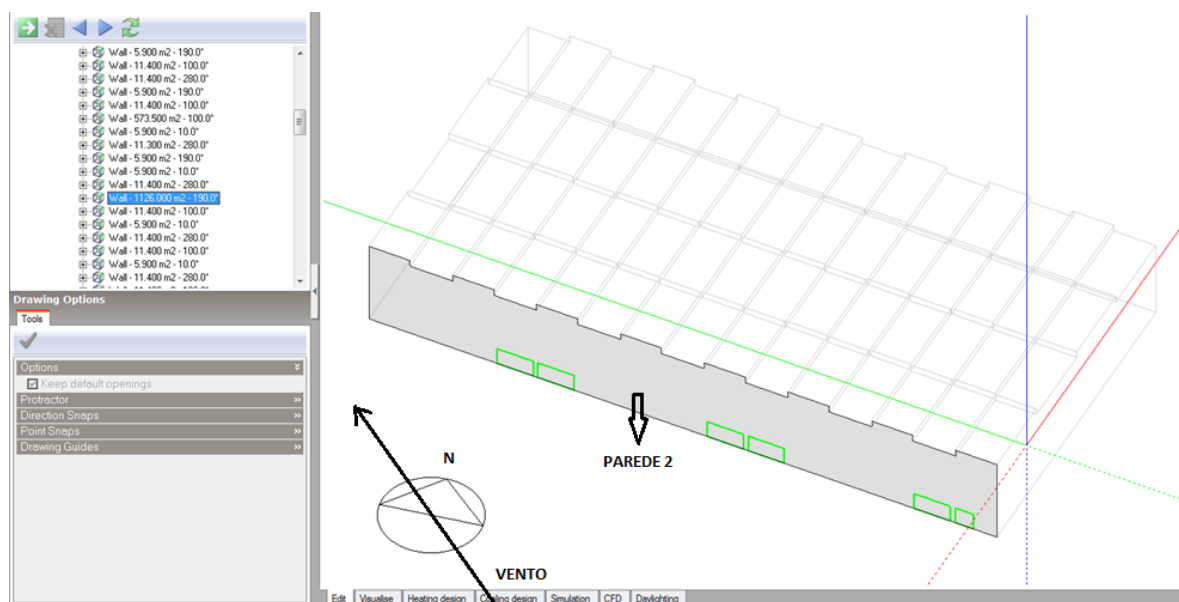 Wall - 5.900 m2 - 190.0°
Wall - 11.400 m2 - 100.0°
Wall - 11.400 m2 - 280.0°
Wall - 5.900 m2 - 190.0°
Wall - 11.400 m2 - 100.0°
Wall - 573.500 m2 - 100.0°
Wall - 5.900 m2 - 10.0°
Wall - 11.300 m2 - 280.0°
Wall - 5.900 m2 - 190.0°
Wall - 5.900 m2 - 10.0°
Wall - 11.400 m2 - 280.0°
Wall - 1126.000 m2 - 190.0°
Wall - 11.400 m2 - 100.0°
Wall - 5.900 m2 - 10.0°
Wall - 11.400 m2 - 280.0°
Wall - 11.400 m2 - 100.0°
Wall - 5.900 m2 - 10.0°
Wall - 11.400 m2 - 280.0°
Drawing Options
Tools
Options
Keep default openings
Protractor
Direction Snaps
Point Snaps
Drawing Guides
PAREDE 2
N
VENTO
Edit Visualise Heating design Cooling design Simulation CFD Daylighting